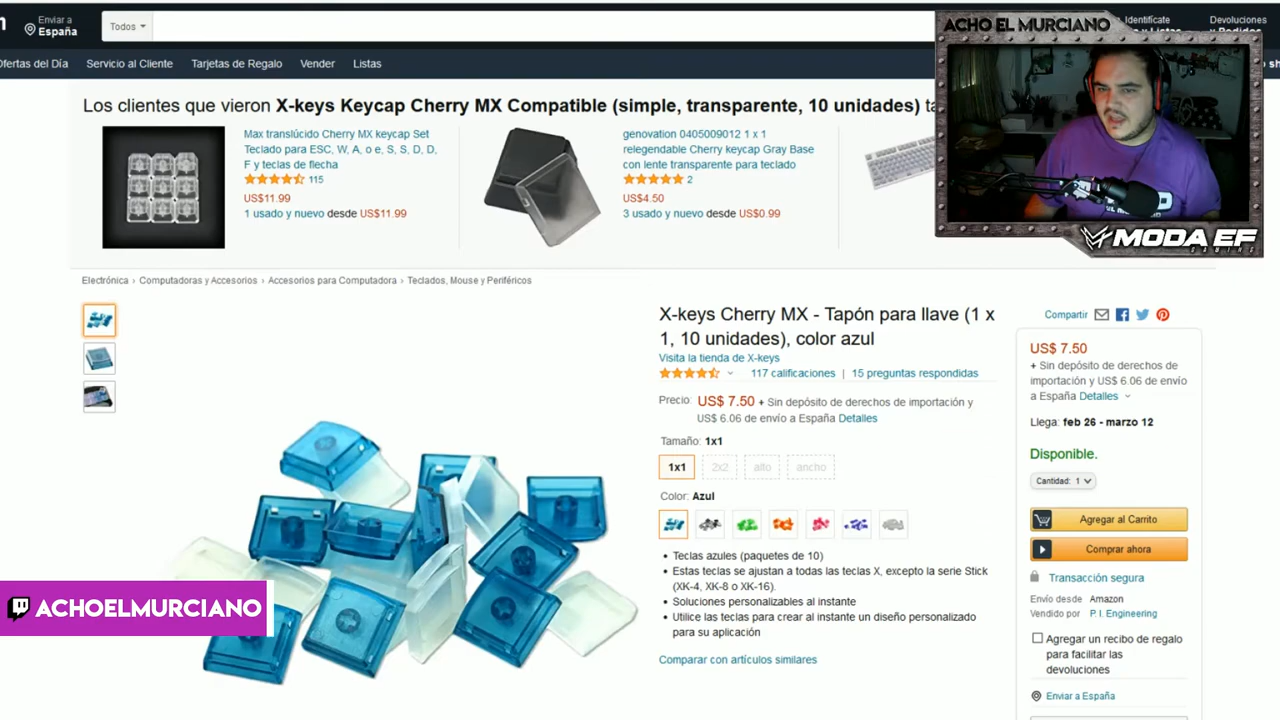 Enviar a
España
Todos
Identifícate
Devoluciones
Ofertas del Día
Servicio al Cliente
Tarjetas de Regalo
Vender
Listas
ACHO EL MURCIANO
MODA EF
GAMING
Los clientes que vieron X-keys Keycap Cherry MX Compatible (simple, transparente, 10 unidades)
Max translúcido Cherry MX keycap Set
Teclado para ESC, W, A, o e, S, S, D, D,
F y teclas de flecha
115
US$11.99
1 usado y nuevo desde US$11.99
genovation 0405009012 1 x 1
relegendable Cherry keycap Gray Base
con lente transparente para teclado
2
US$4.50
3 usado y nuevo desde US$0.99
Electrónica › Computadoras y Accesorios › Accesorios para Computadora › Teclados, Mouse y Periféricos
X-keys Cherry MX - Tapón para llave (1 x
1, 10 unidades), color azul
Visita la tienda de X-keys
117 calificaciones | 15 preguntas respondidas
Precio: US$ 7.50 + Sin depósito de derechos de importación y
US$ 6.06 de envío a España Detalles
Tamaño: 1x1
1x1
2x2
alto
ancho
Color: Azul
• Teclas azules (paquetes de 10)
• Estas teclas se ajustan a todas las teclas X, excepto la serie Stick
(XK-4, XK-8 o XK-16).
• Soluciones personalizables al instante
• Utilice las teclas para crear al instante un diseño personalizado
para su aplicación
Comparar con artículos similares
Compartir
US$ 7.50
+ Sin depósito de derechos de
importación y US$ 6.06 de envío
a España Detalles
Llega: feb 26 - marzo 12
Disponible.
Cantidad: 1
Agregar al Carrito
Comprar ahora
Transacción segura
Envío desde Amazon
Vendido por P. I. Engineering
Agregar un recibo de regalo
para facilitar las
devoluciones
Enviar a España
ACHOELMURCIANO